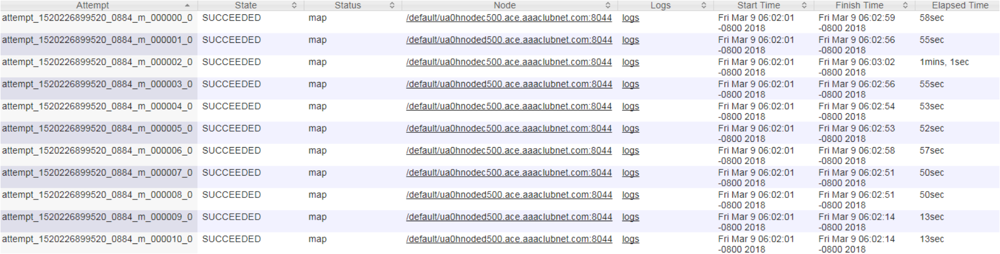 Attempt State Status Node Logs Start Time Finish Time Elapsed Time
attempt_1520226899520_0884_m_000000_0 SUCCEEDED map /default/ua0hnodec500.ace.aaaclubnet.com:8044 logs Fri Mar 9 06:02:01 Fri Mar 9 06:02:59 58sec
-0800 2018 -0800 2018
attempt_1520226899520_0884_m_000001_0 SUCCEEDED map /default/ua0hnoded500.ace.aaaclubnet.com:8044 logs Fri Mar 9 06:02:01 Fri Mar 9 06:02:56 55sec
-0800 2018 -0800 2018
attempt_1520226899520_0884_m_000002_0 SUCCEEDED map /default/ua0hnodec500.ace.aaaclubnet.com:8044 logs Fri Mar 9 06:02:01 Fri Mar 9 06:03:02 1mins, 1sec
-0800 2018 -0800 2018
attempt_1520226899520_0884_m_000003_0 SUCCEEDED map /default/ua0hnoded500.ace.aaaclubnet.com:8044 logs Fri Mar 9 06:02:01 Fri Mar 9 06:02:56 55sec
-0800 2018 -0800 2018
attempt_1520226899520_0884_m_000004_0 SUCCEEDED map /default/ua0hnodec500.ace.aaaclubnet.com:8044 logs Fri Mar 9 06:02:01 Fri Mar 9 06:02:54 53sec
-0800 2018 -0800 2018
attempt_1520226899520_0884_m_000005_0 SUCCEEDED map /default/ua0hnodec500.ace.aaaclubnet.com:8044 logs Fri Mar 9 06:02:01 Fri Mar 9 06:02:53 52sec
-0800 2018 -0800 2018
attempt_1520226899520_0884_m_000006_0 SUCCEEDED map /default/ua0hnodec500.ace.aaaclubnet.com:8044 logs Fri Mar 9 06:02:01 Fri Mar 9 06:02:58 57sec
-0800 2018 -0800 2018
attempt_1520226899520_0884_m_000007_0 SUCCEEDED map /default/ua0hnodec500.ace.aaaclubnet.com:8044 logs Fri Mar 9 06:02:01 Fri Mar 9 06:02:51 50sec
-0800 2018 -0800 2018
attempt_1520226899520_0884_m_000008_0 SUCCEEDED map /default/ua0hnodec500.ace.aaaclubnet.com:8044 logs Fri Mar 9 06:02:01 Fri Mar 9 06:02:51 50sec
-0800 2018 -0800 2018
attempt_1520226899520_0884_m_000009_0 SUCCEEDED map /default/ua0hnoded500.ace.aaaclubnet.com:8044 logs Fri Mar 9 06:02:01 Fri Mar 9 06:02:14 13sec
-0800 2018 -0800 2018
attempt_1520226899520_0884_m_000010_0 SUCCEEDED map /default/ua0hnoded500.ace.aaaclubnet.com:8044 logs Fri Mar 9 06:02:01 Fri Mar 9 06:02:14 13sec
-0800 2018 -0800 2018